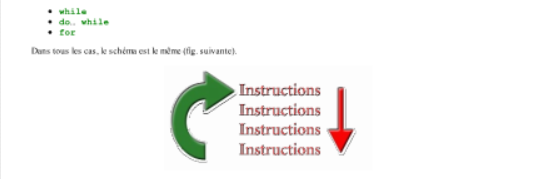 while
do… while
for
Dans tous les cas, le schéma est le même (fig. suivante).
Instructions
Instructions
Instructions
Instructions